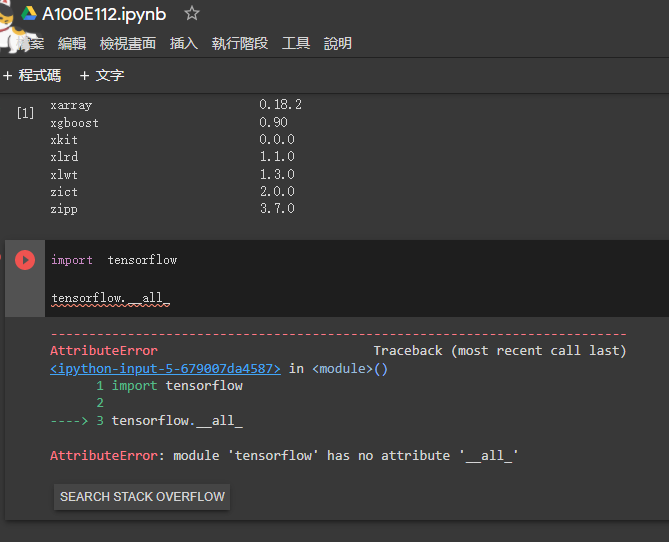 A100E112.ipynb
案 編輯 檢視畫面 插入 執行階段 工具 說明
+ 程式碼 + 文字
[1]
xarray 0.18.2
xgboost 0.90
xkit 0.0.0
xlrd 1.1.0
xlwt 1.3.0
zict 2.0.0
zipp 3.7.0
import tensorflow
tensorflow.__all_
---------------------------------------------------------------------------
AttributeError Traceback (most recent call last)
<ipython-input-5-679007da4587> in <module>()
1 import tensorflow
2
----> 3 tensorflow.__all_
AttributeError: module 'tensorflow' has no attribute '__all_'
SEARCH STACK OVERFLOW